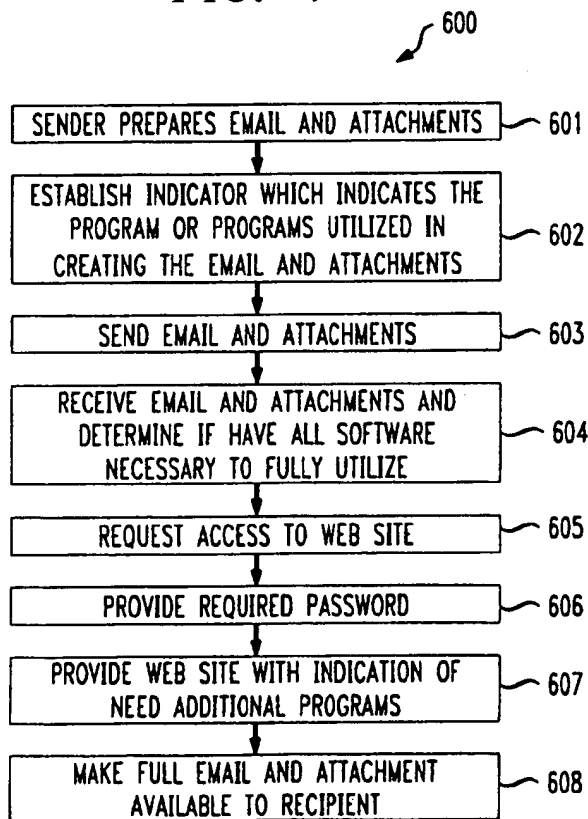 600
SENDER PREPARES EMAIL AND ATTACHMENTS 601
ESTABLISH INDICATOR WHICH INDICATES THE
PROGRAM OR PROGRAMS UTILIZED IN
CREATING THE EMAIL AND ATTACHMENTS
602
SEND EMAIL AND ATTACHMENTS 603
RECEIVE EMAIL AND ATTACHMENTS AND
DETERMINE IF HAVE ALL SOFTWARE
NECESSARY TO FULLY UTILIZE
604
REQUEST ACCESS TO WEB SITE 605
PROVIDE REQUIRED PASSWORD 606
PROVIDE WEB SITE WITH INDICATION OF
NEED ADDITIONAL PROGRAMS
607
MAKE FULL EMAIL AND ATTACHMENT
AVAILABLE TO RECIPIENT
608